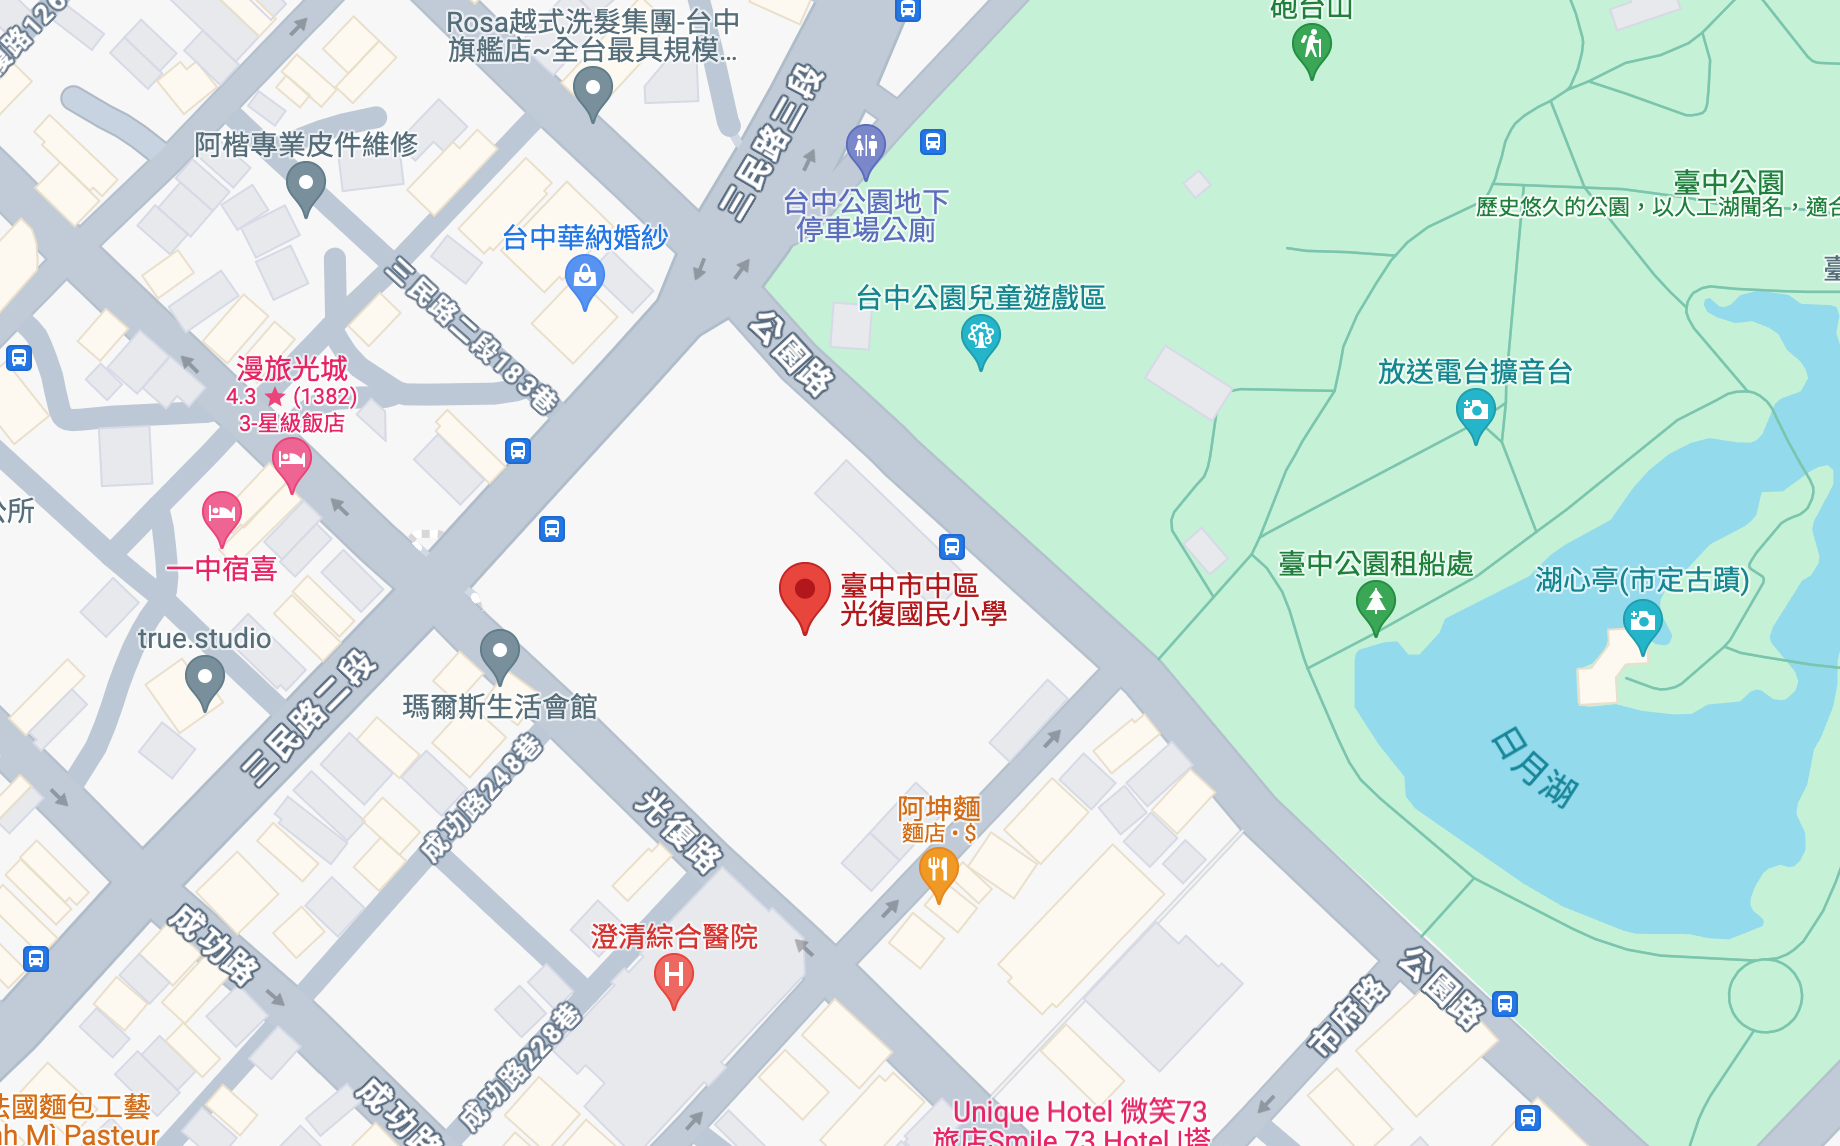 砲台山
Rosa越式洗髮集團-台中
旗艦店~全台最具規模...
三民路三段
阿楷專業皮件維修
台中公園地下
停車場公廁
臺中公園
歷史悠久的公園，以人工湖聞名，適合
台中華納婚紗
三民路二段183巷
台中公園兒童遊戲區
公園路
漫旅光城
4.3 ★ (1382)
3-星級飯店
放送電台擴音台
公所
一中宿喜
臺中市中區
光復國民小學
臺中公園租船處
湖心亭(市定古蹟)
true.studio
三民路二段
瑪爾斯生活會館
成功路248巷
光復路
日月湖
阿坤麵
麵店·$
澄清綜合醫院
成功路
公園路
市府路
成功路228巷
成功路
法國麵包工藝
nh Mì Pasteur
Unique Hotel 微笑73
旅店Smile 73 Hotel |塔